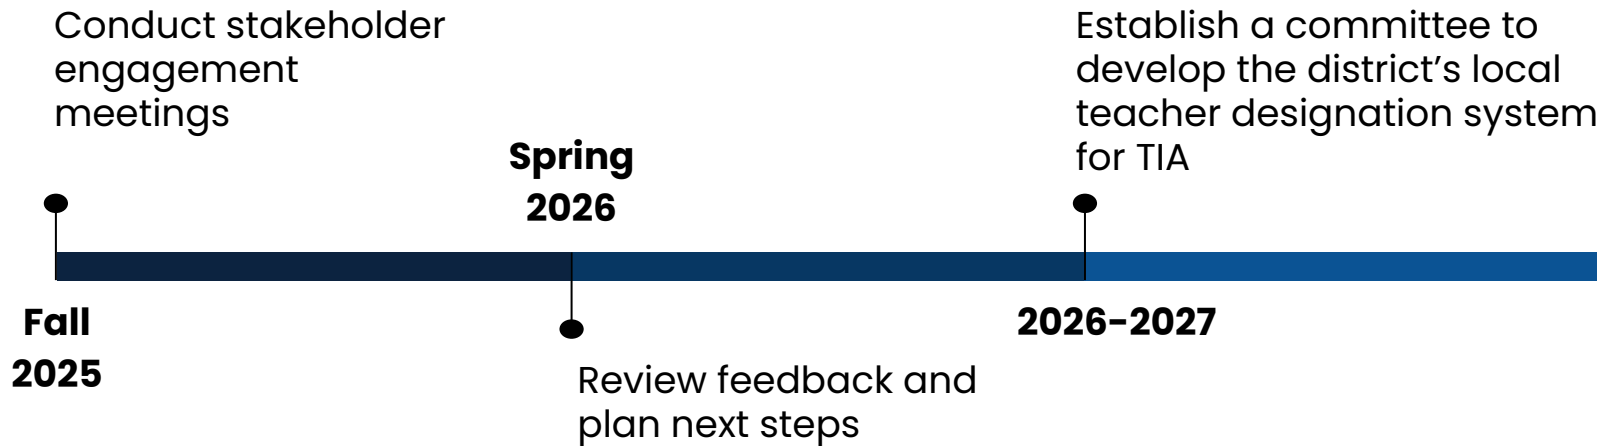 Conduct stakeholder
engagement
meetings
Fall
2025
Spring
2026
Review feedback and
plan next steps
Establish a committee to
develop the district’s local
teacher designation system
for TIA
2026-2027